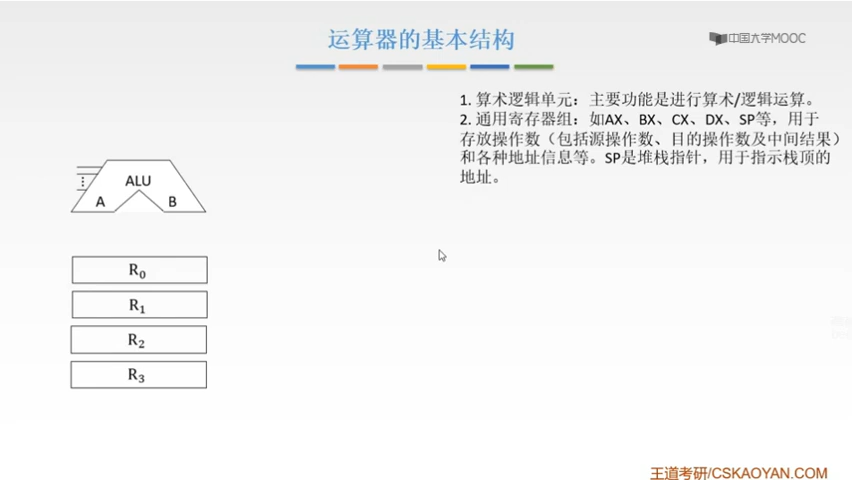 运算器的基本结构
中国大学MOOC
1. 算术逻辑单元：主要功能是进行算术/逻辑运算。
2. 通用寄存器组：如AX、BX、CX、DX、SP等，用于
存放操作数（包括源操作数、目的操作数及中间结果）
和各种地址信息等。SP是堆栈指针，用于指示栈顶的
地址。
ALU
A B
R₀
R₁
R₂
R₃
王道考研/CSKAOYAN.COM